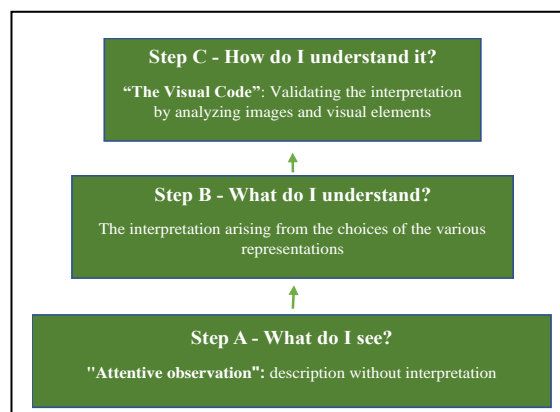 Step C - How do I understand it?
“The Visual Code”: Validating the interpretation
by analyzing images and visual elements
Step B - What do I understand?
The interpretation arising from the choices of the various
representations
Step A - What do I see?
"Attentive observation": description without interpretation